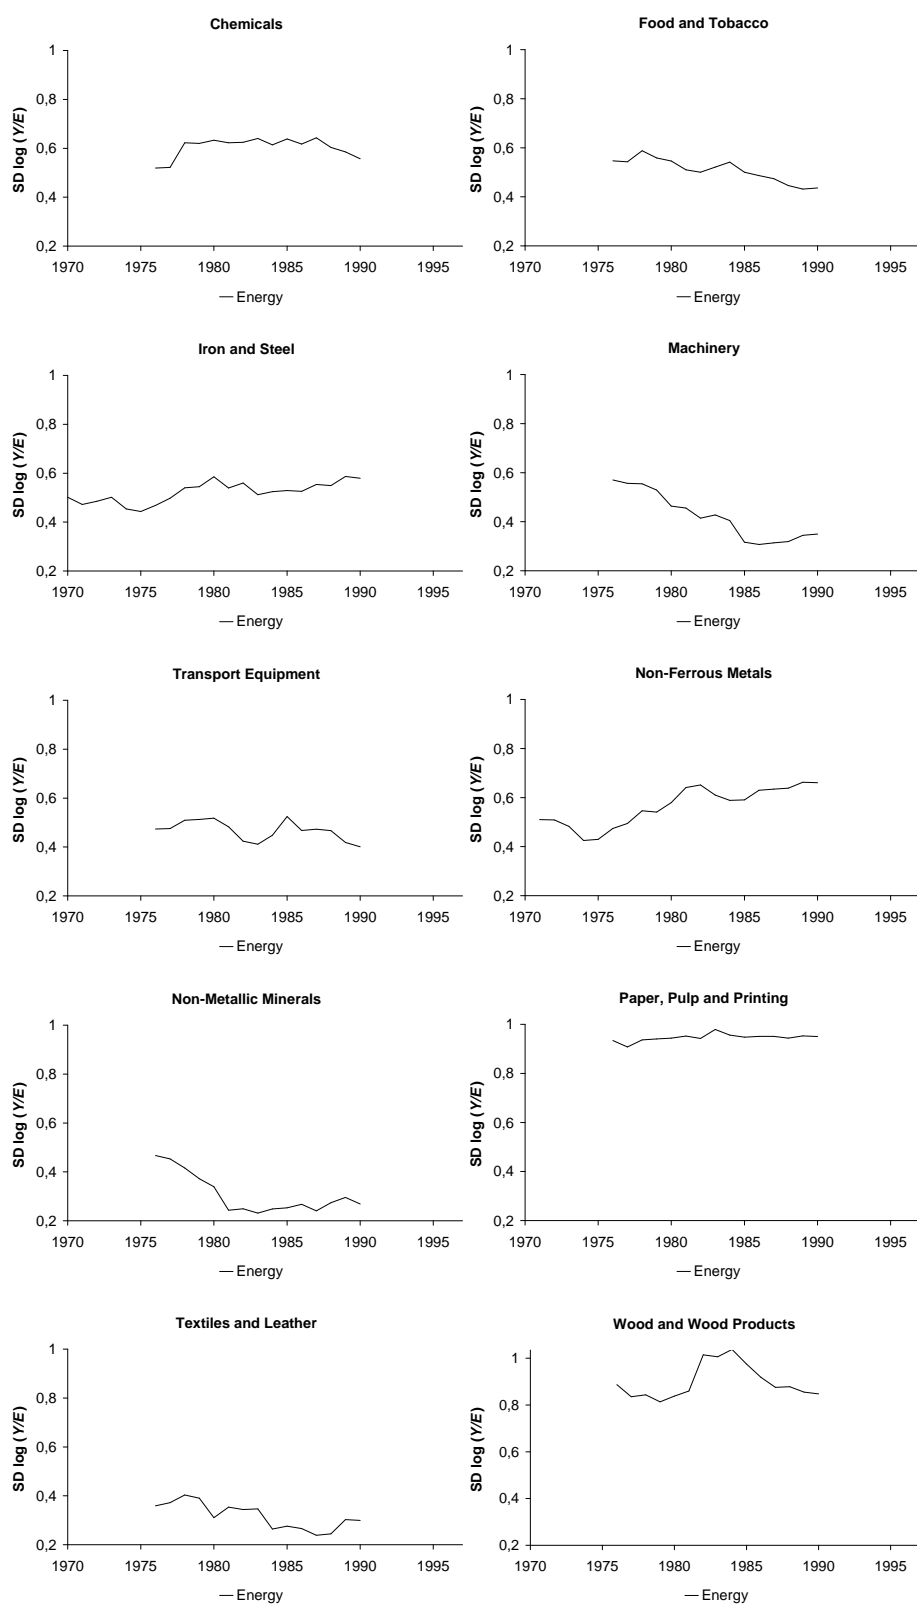 Chemicals
1
0,8
0,6
0,4
0,2
SD log (Y/E)
1970 1975 1980 1985 1990 1995
— Energy
Food and Tobacco
1
0,8
0,6
0,4
0,2
SD log (Y/E)
1970 1975 1980 1985 1990 1995
— Energy
Iron and Steel
1
0,8
0,6
0,4
0,2
SD log (Y/E)
1970 1975 1980 1985 1990 1995
— Energy
Machinery
1
0,8
0,6
0,4
0,2
SD log (Y/E)
1970 1975 1980 1985 1990 1995
— Energy
Transport Equipment
1
0,8
0,6
0,4
0,2
SD log (Y/E)
1970 1975 1980 1985 1990 1995
— Energy
Non-Ferrous Metals
1
0,8
0,6
0,4
0,2
SD log (Y/E)
1970 1975 1980 1985 1990 1995
— Energy
Non-Metallic Minerals
1
0,8
0,6
0,4
0,2
SD log (Y/E)
1970 1975 1980 1985 1990 1995
— Energy
Paper, Pulp and Printing
1
0,8
0,6
0,4
0,2
SD log (Y/E)
1970 1975 1980 1985 1990 1995
— Energy
Textiles and Leather
1
0,8
0,6
0,4
0,2
SD log (Y/E)
1970 1975 1980 1985 1990 1995
— Energy
Wood and Wood Products
1
0,8
0,6
0,4
0,2
SD log (Y/E)
1970 1975 1980 1985 1990 1995
— Energy